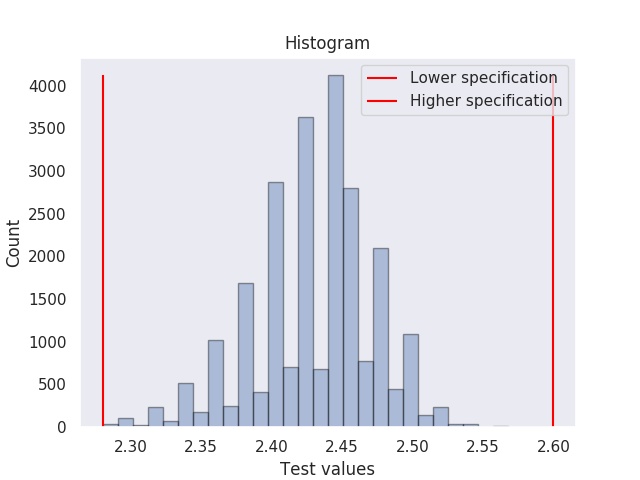 Histogram
Lower specification
Higher specification
4000
3500
3000
2500
2000
1500
1000
500
0
Count
2.30 2.35 2.40 2.45 2.50 2.55 2.60
Test values